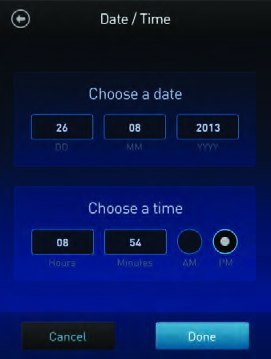 Date / Time
Choose a date
26 08 2013
DD MM YYYY
Choose a time
08 54
Hours Minutes AM PM
Cancel Done